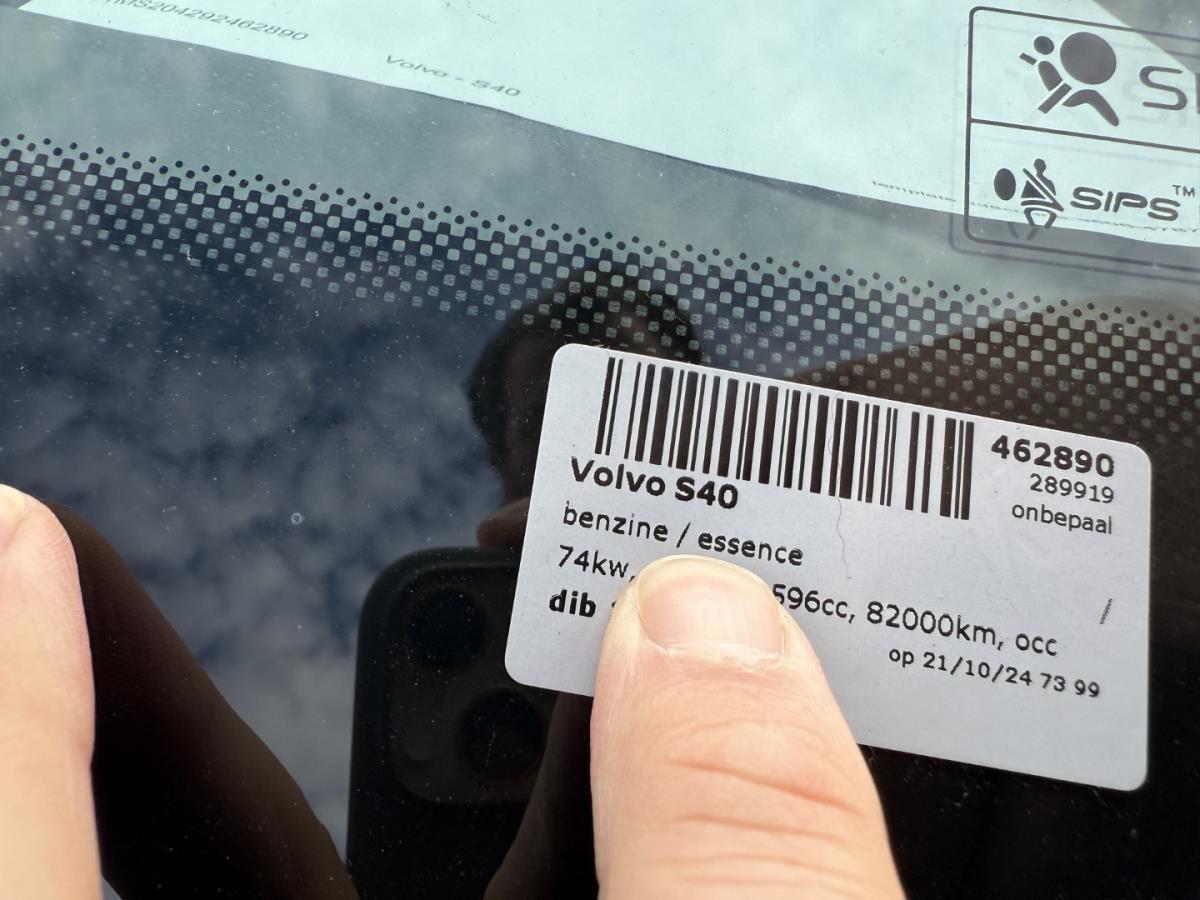 MS204292462890
Volvo - S40
SIPS™
462890
289919
onbepaal
Volvo S40
benzine / essence
74kw, 596cc, 82000km, occ /
dib
op 21/10/24 73 99